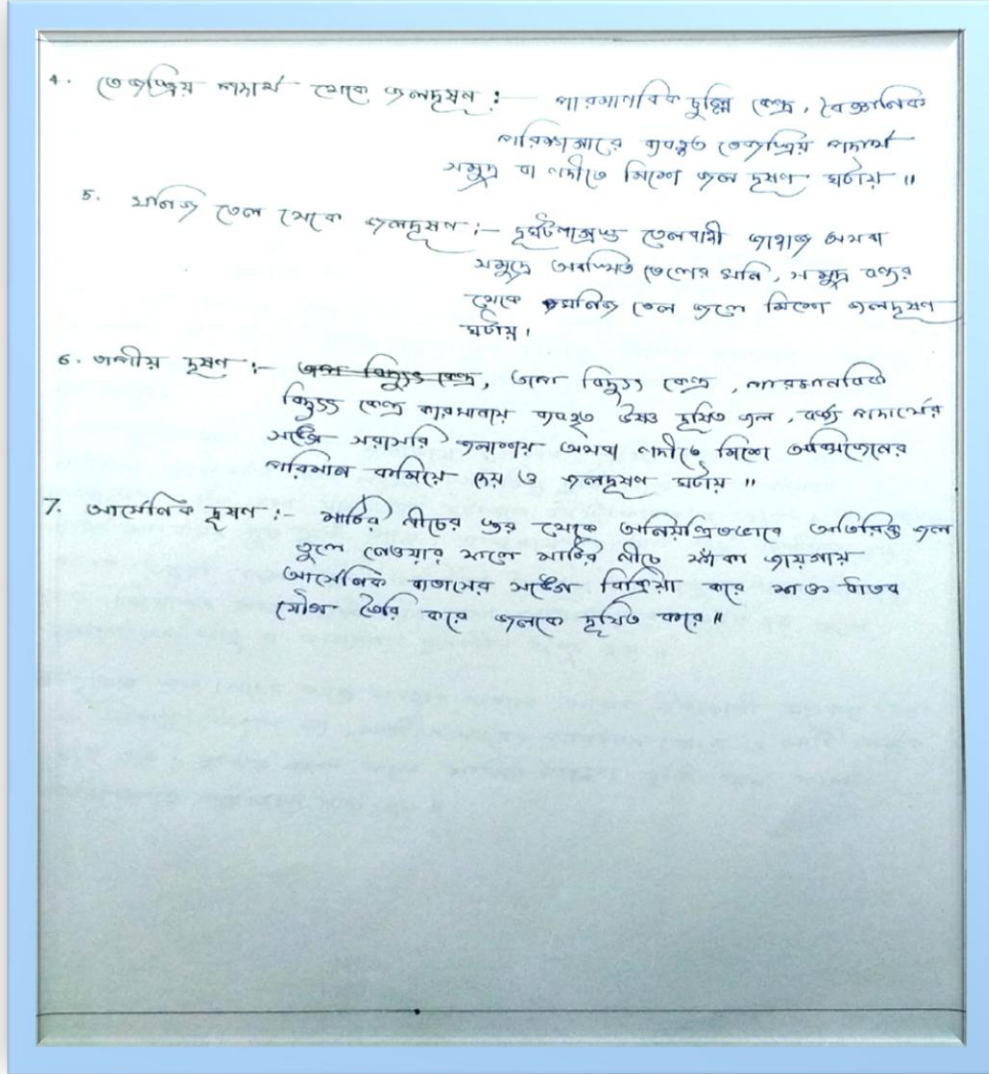 4. তেজস্ক্রিয় পদার্থ থেকে জলদূষণ :— পারমাণবিক চুল্লি কেন্দ্র, বৈজ্ঞানিক
পরিক্ষাগারে ব্যবহৃত তেজস্ক্রিয় পদার্থ
সমুদ্র বা নদীতে মিশে জল দূষণ ঘটায় ॥
5. খনিজ তেল থেকে জলদূষণ :— দূর্ঘটনাগ্রস্ত তেলবাহী জাহাজ অথবা
সমুদ্রে অবস্থিত তেলের খনি, সমুদ্র বন্দর
থেকে খনিজ তেল জলে মিশে জলদূষণ
ঘটায়।
6. তাপীয় দূষণ :— তাপ বিদ্যুৎ কেন্দ্র, তাপ বিদ্যুৎ কেন্দ্র, পারমানবিক
বিদ্যুৎ কেন্দ্র কারখানায় ব্যবহৃত উষ্ণ দূষিত জল, বর্জ্য পদার্থের
সঙ্গে সরাসরি জলাশয় অথবা নদীতে মিশে অক্সিজেনের
পরিমান কমিয়ে দেয় ও জলদূষণ ঘটায় ॥
7. আর্সেনিক দূষণ :— মাটির নীচের স্তর থেকে অনিয়ন্ত্রিতভাবে অতিরিক্ত জল
তুলে নেওয়ার ফলে মাটির নীচে ফাঁকা জায়গায়
আর্সেনিক বাতাসের সঙ্গে বিক্রিয়া করে ধাতব
যৌগ তৈরি করে জলকে দূষিত করে॥